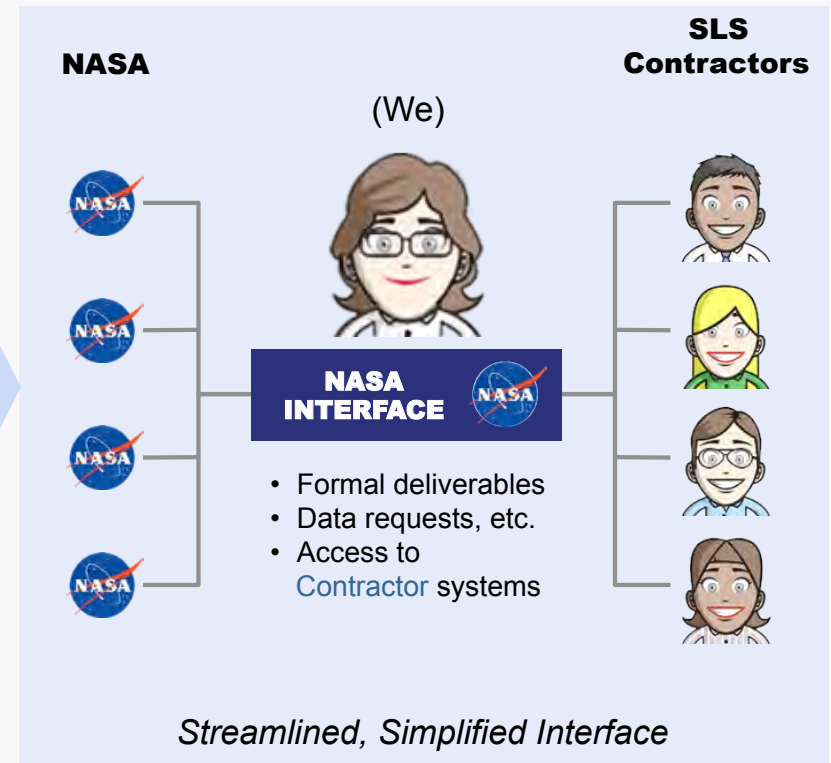 NASA
SLS
Contractors
(We)
NASA
NASA
NASA
NASA
NASA
INTERFACE
NASA
• Formal deliverables
• Data requests, etc.
• Access to
Contractor systems
Streamlined, Simplified Interface